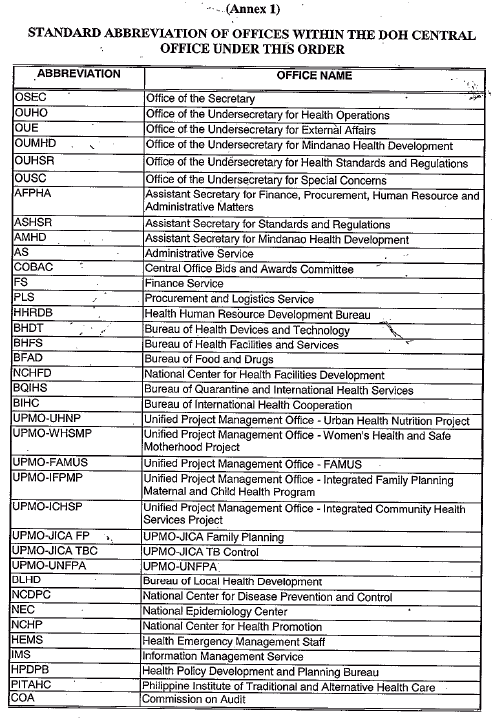 (Annex 1)
STANDARD ABBREVIATION OF OFFICES WITHIN THE DOH CENTRAL
OFFICE UNDER THIS ORDER
ABBREVIATION OFFICE NAME
OSEC Office of the Secretary
OUHO Office of the Undersecretary for Health Operations
OUE Office of the Undersecretary for External Affairs
OUMHD Office of the Undersecretary for Mindanao Health Development
OUHSR Office of the Undersecretary for Health Standards and Regulations
OUSC Office of the Undersecretary for Special Concerns
AFPHA Assistant Secretary for Finance, Procurement, Human Resource and
Administrative Matters
ASHSR Assistant Secretary for Standards and Regulations
AMHD Assistant Secretary for Mindanao Health Development
AS Administrative Service
COBAC Central Office Bids and Awards Committee
FS Finance Service
PLS Procurement and Logistics Service
HHRDB Health Human Resource Development Bureau
BHDT Bureau of Health Devices and Technology
BHFS Bureau of Health Facilities and Services
BFAD Bureau of Food and Drugs
NCHFD National Center for Health Facilities Development
BQIHS Bureau of Quarantine and International Health Services
BIHC Bureau of International Health Cooperation
UPMO-UHNP Unified Project Management Office - Urban Health Nutrition Project
UPMO-WHSMP Unified Project Management Office - Women's Health and Safe
Motherhood Project
UPMO-FAMUS Unified Project Management Office - FAMUS
UPMO-IFPMP Unified Project Management Office - Integrated Family Planning
Maternal and Child Health Program
UPMO-ICHSP Unified Project Management Office - Integrated Community Health
Services Project
UPMO-JICA FP UPMO-JICA Family Planning
UPMO-JICA TBC UPMO-JICA TB Control
UPMO-UNFPA UPMO-UNFPA
BLHD Bureau of Local Health Development
NCDPC National Center for Disease Prevention and Control
NEC National Epidemiology Center
NCHP National Center for Health Promotion
HEMS Health Emergency Management Staff
IMS Information Management Service
HPDPB Health Policy Development and Planning Bureau
PITAHC Philippine Institute of Traditional and Alternative Health Care
COA Commission on Audit